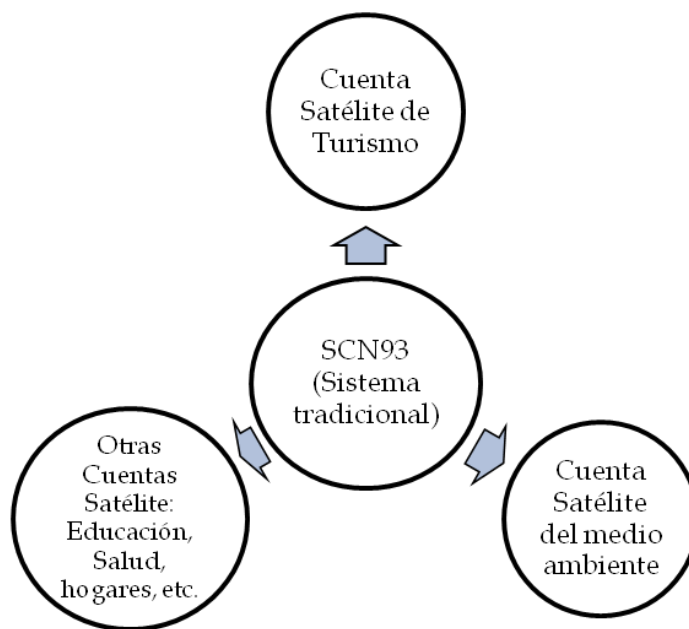 Cuenta
Satélite de
Turismo
SCN93
(Sistema
tradicional)
Otras
Cuentas
Satélite:
Educación,
Salud,
hogares, etc.
Cuenta
Satélite
del medio
ambiente